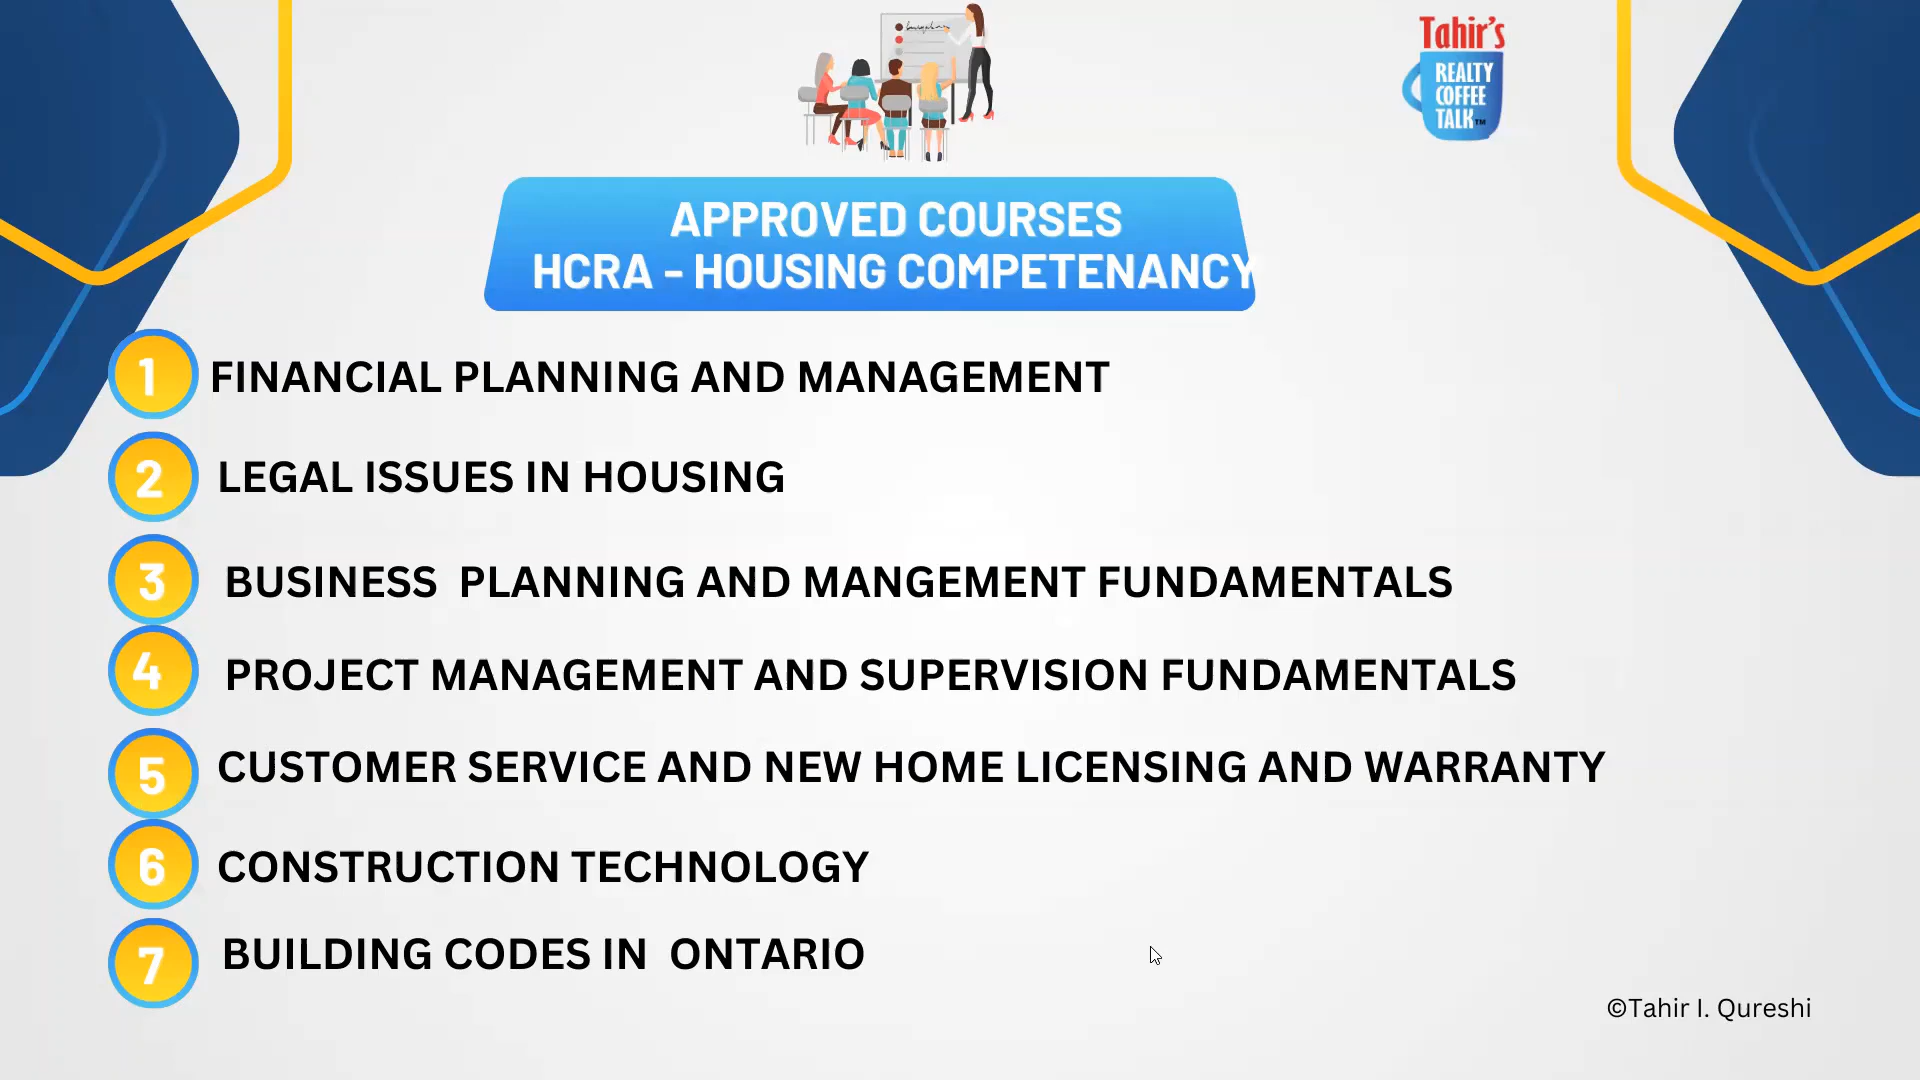 Tahir's
REALTY
COFFEE
TALK™
APPROVED COURSES
HCRA - HOUSING COMPETENANCY
1 FINANCIAL PLANNING AND MANAGEMENT
2 LEGAL ISSUES IN HOUSING
3 BUSINESS PLANNING AND MANGEMENT FUNDAMENTALS
4 PROJECT MANAGEMENT AND SUPERVISION FUNDAMENTALS
5 CUSTOMER SERVICE AND NEW HOME LICENSING AND WARRANTY
6 CONSTRUCTION TECHNOLOGY
7 BUILDING CODES IN ONTARIO
©Tahir I. Qureshi